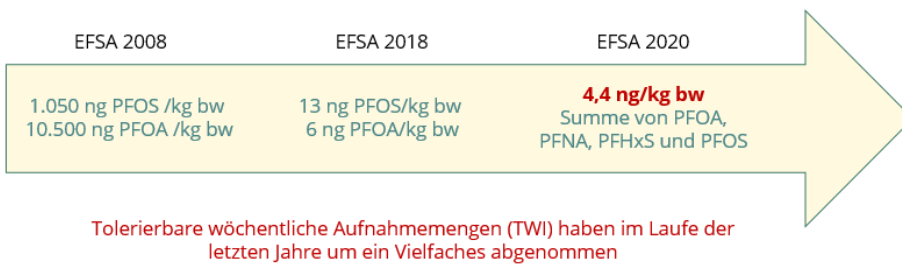 EFSA 2008
EFSA 2018
EFSA 2020
1.050 ng PFOS /kg bw
10.500 ng PFOA /kg bw
13 ng PFOS/kg bw
6 ng PFOA/kg bw
4,4 ng/kg bw
Summe von PFOA,
PFNA, PFHxS und PFOS
Tolerierbare wöchentliche Aufnahmemengen (TWI) haben im Laufe der
letzten Jahre um ein Vielfaches abgenommen